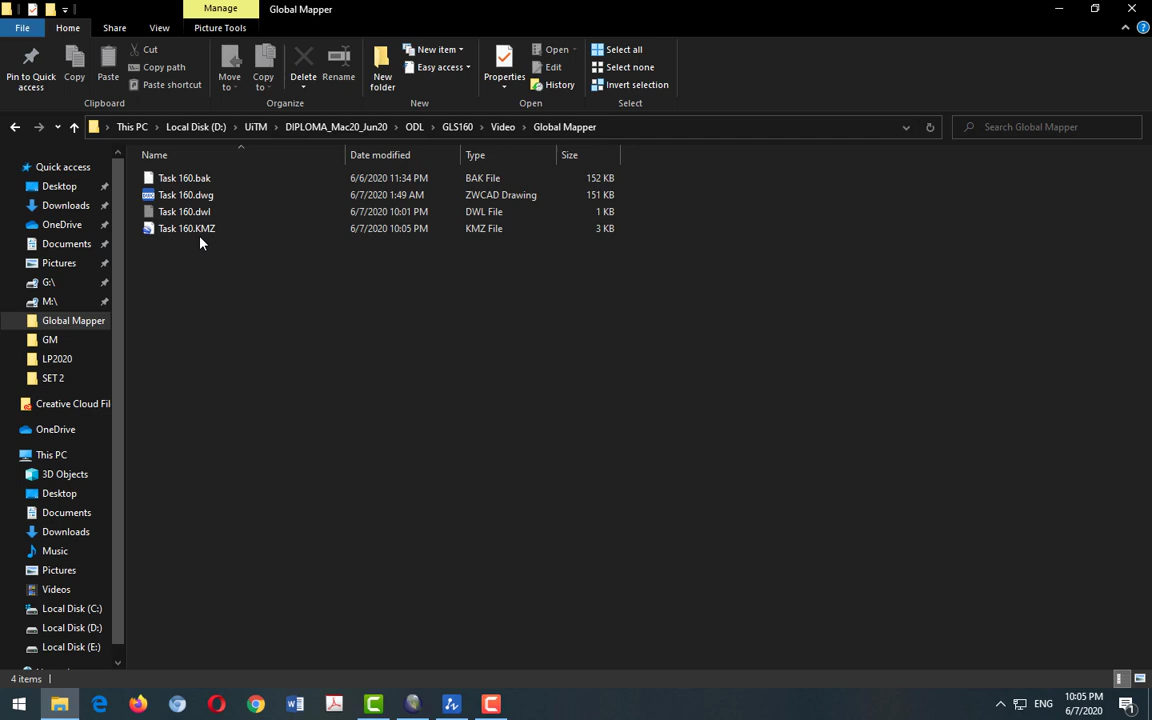 Manage
Global Mapper
File
Home
Share
View
Picture Tools
Pin to Quick access
Copy
Paste
Cut
Copy path
Paste shortcut
Clipboard
Move to
Copy to
Delete
Rename
Organize
New folder
New item
Easy access
New
Properties
Open
Edit
History
Open
Select all
Select none
Invert selection
Select
This PC > Local Disk (D:) > UiTM > DIPLOMA_Mac20_Jun20 > ODL > GLS160 > Video > Global Mapper
Search Global Mapper
Name Date modified Type Size
Task 160.bak 6/6/2020 11:34 PM BAK File 152 KB
Task 160.dwg 6/7/2020 1:49 AM ZWCAD Drawing 151 KB
Task 160.dwl 6/7/2020 10:01 PM DWL File 1 KB
Task 160.KMZ 6/7/2020 10:05 PM KMZ File 3 KB
Quick access
Desktop
Downloads
OneDrive
Documents
Pictures
G:\
M:\
Global Mapper
GM
LP2020
SET 2
Creative Cloud Fil
OneDrive
This PC
3D Objects
Desktop
Documents
Downloads
Music
Pictures
Videos
Local Disk (C:)
Local Disk (D:)
Local Disk (E:)
4 items
ENG
10:05 PM
6/7/2020